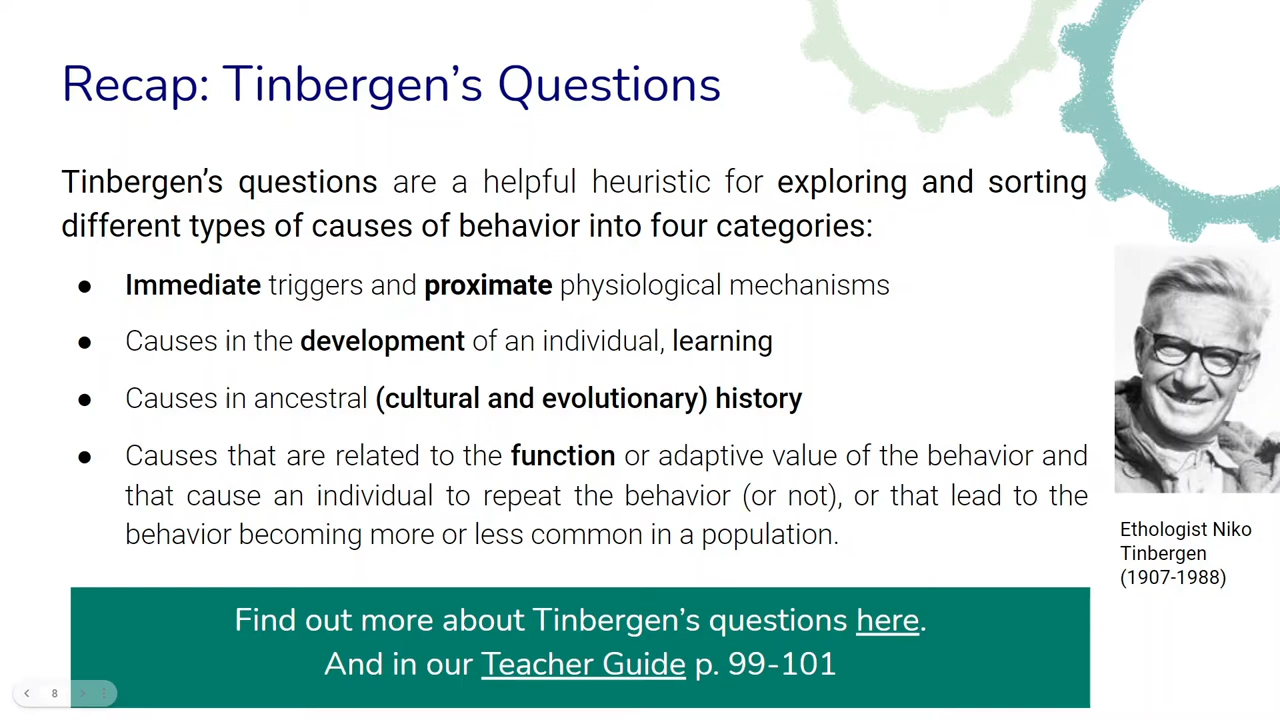 Recap: Tinbergen’s Questions
Tinbergen’s questions are a helpful heuristic for exploring and sorting
different types of causes of behavior into four categories:
● Immediate triggers and proximate physiological mechanisms
● Causes in the development of an individual, learning
● Causes in ancestral (cultural and evolutionary) history
● Causes that are related to the function or adaptive value of the behavior and
that cause an individual to repeat the behavior (or not), or that lead to the
behavior becoming more or less common in a population.
Ethologist Niko
Tinbergen
(1907-1988)
Find out more about Tinbergen’s questions here.
And in our Teacher Guide p. 99-101
8